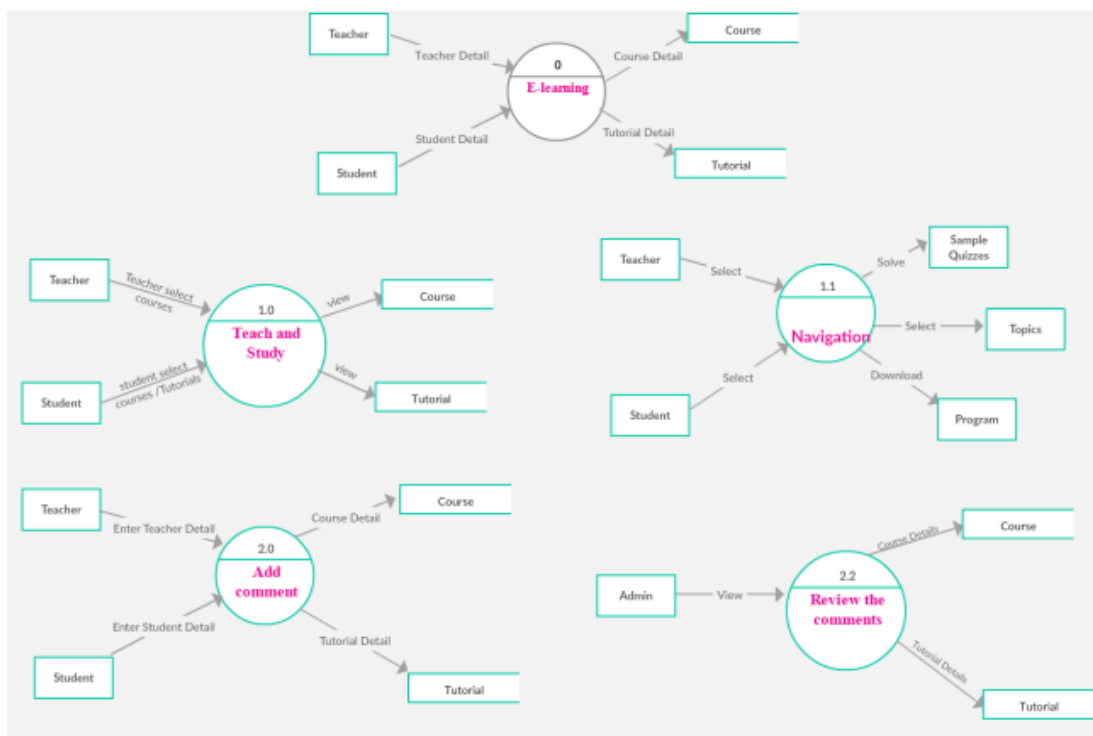 Teacher
Teacher Detail
Course
Course Detail
0
E-learning
Student Detail
Tutorial Detail
Student
Tutorial
Teacher
Teacher select
courses
view
Course
1.0
Teach and
Study
student select
courses /Tutorials
view
Student
Tutorial
Teacher
Select
Sample
Quizzes
Solve
1.1
Navigation
Select
Topics
Select
Download
Student
Program
Teacher
Enter Teacher Detail
Course Detail
Course
2.0
Add
comment
Enter Student Detail
Tutorial Detail
Student
Tutorial
Course
Course Details
Admin
View
2.2
Review the
comments
Tutorial Details
Tutorial